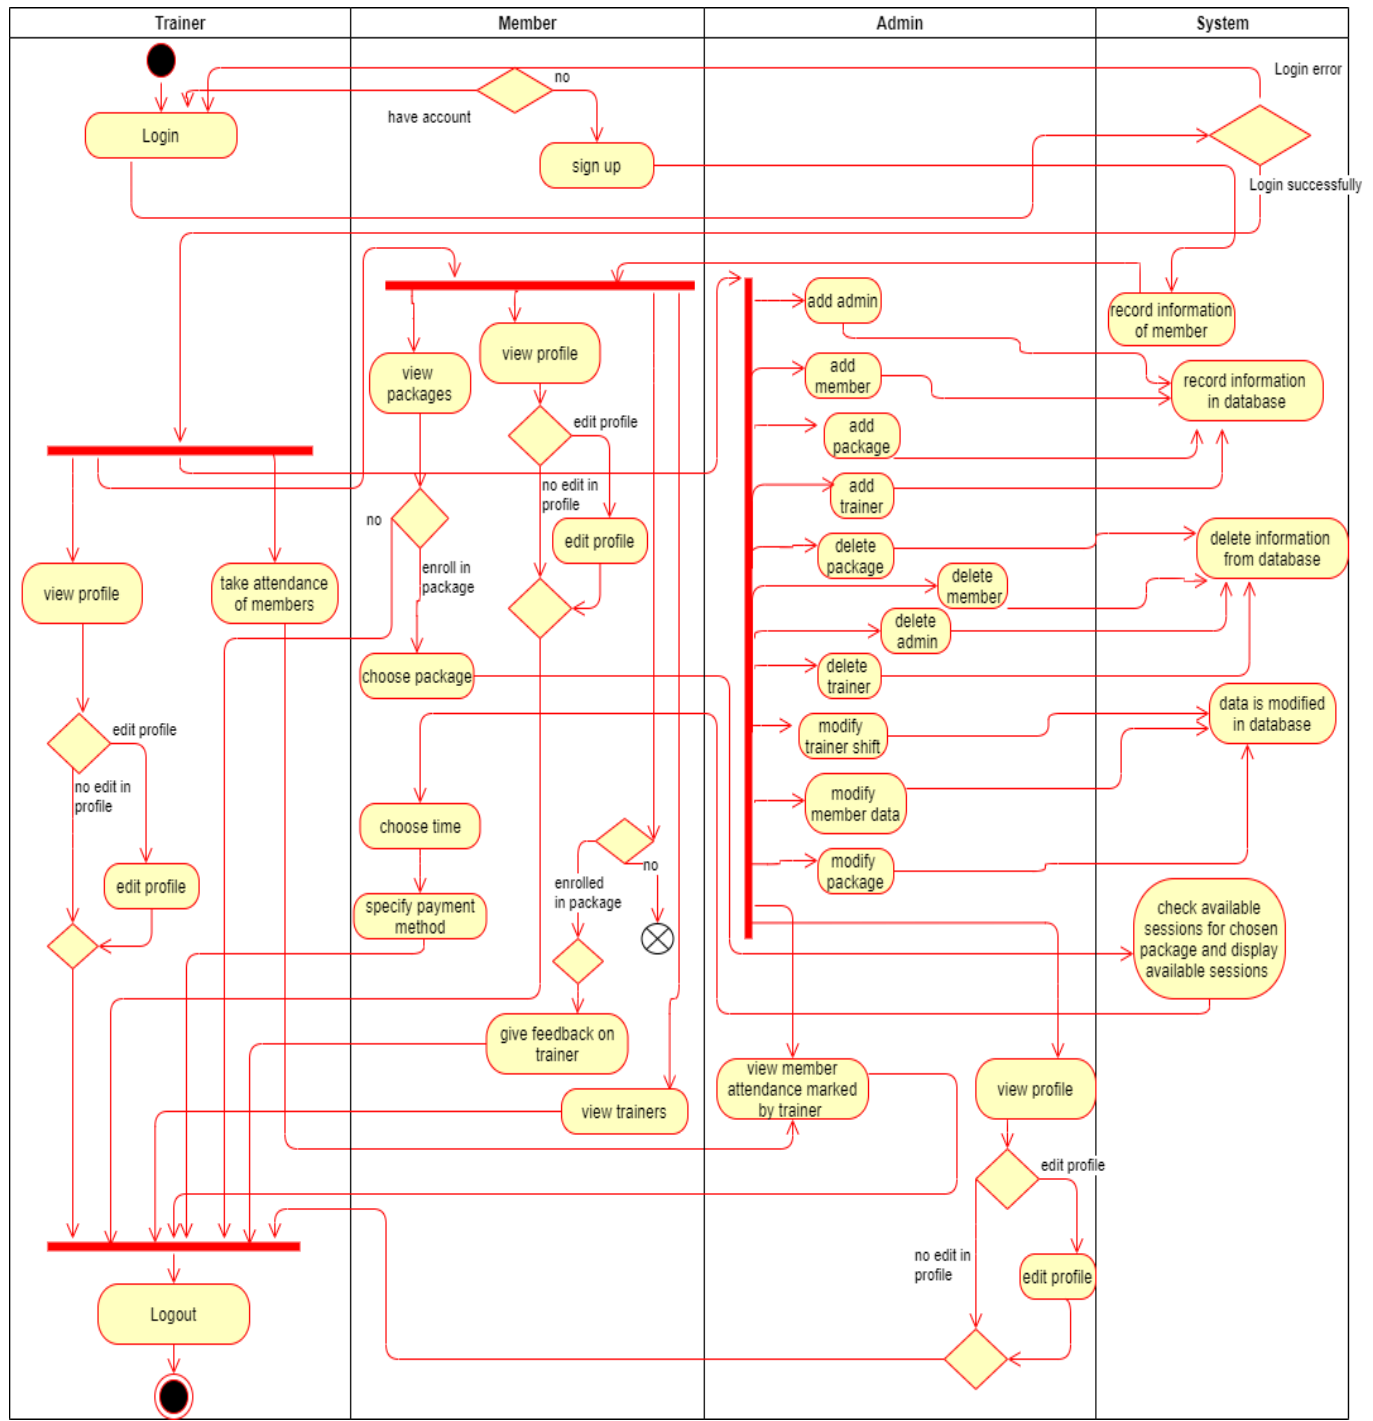 Trainer
Member
Admin
System
no
Login error
have account
Login
sign up
Login successfully
add admin
record information
of member
view profile
view
packages
add
member
record information
in database
edit profile
add
package
no edit in
profile
add
trainer
no
edit profile
delete
package
delete information
from database
enroll in
package
view profile
take attendance
of members
delete
member
delete
admin
choose package
delete
trainer
data is modified
in database
edit profile
modify
trainer shift
no edit in
profile
modify
member data
choose time
no
modify
package
edit profile
enrolled
in package
specify payment
method
check available
sessions for chosen
package and display
available sessions
give feedback on
trainer
view member
attendance marked
by trainer
view profile
view trainers
edit profile
no edit in
profile
edit profile
Logout